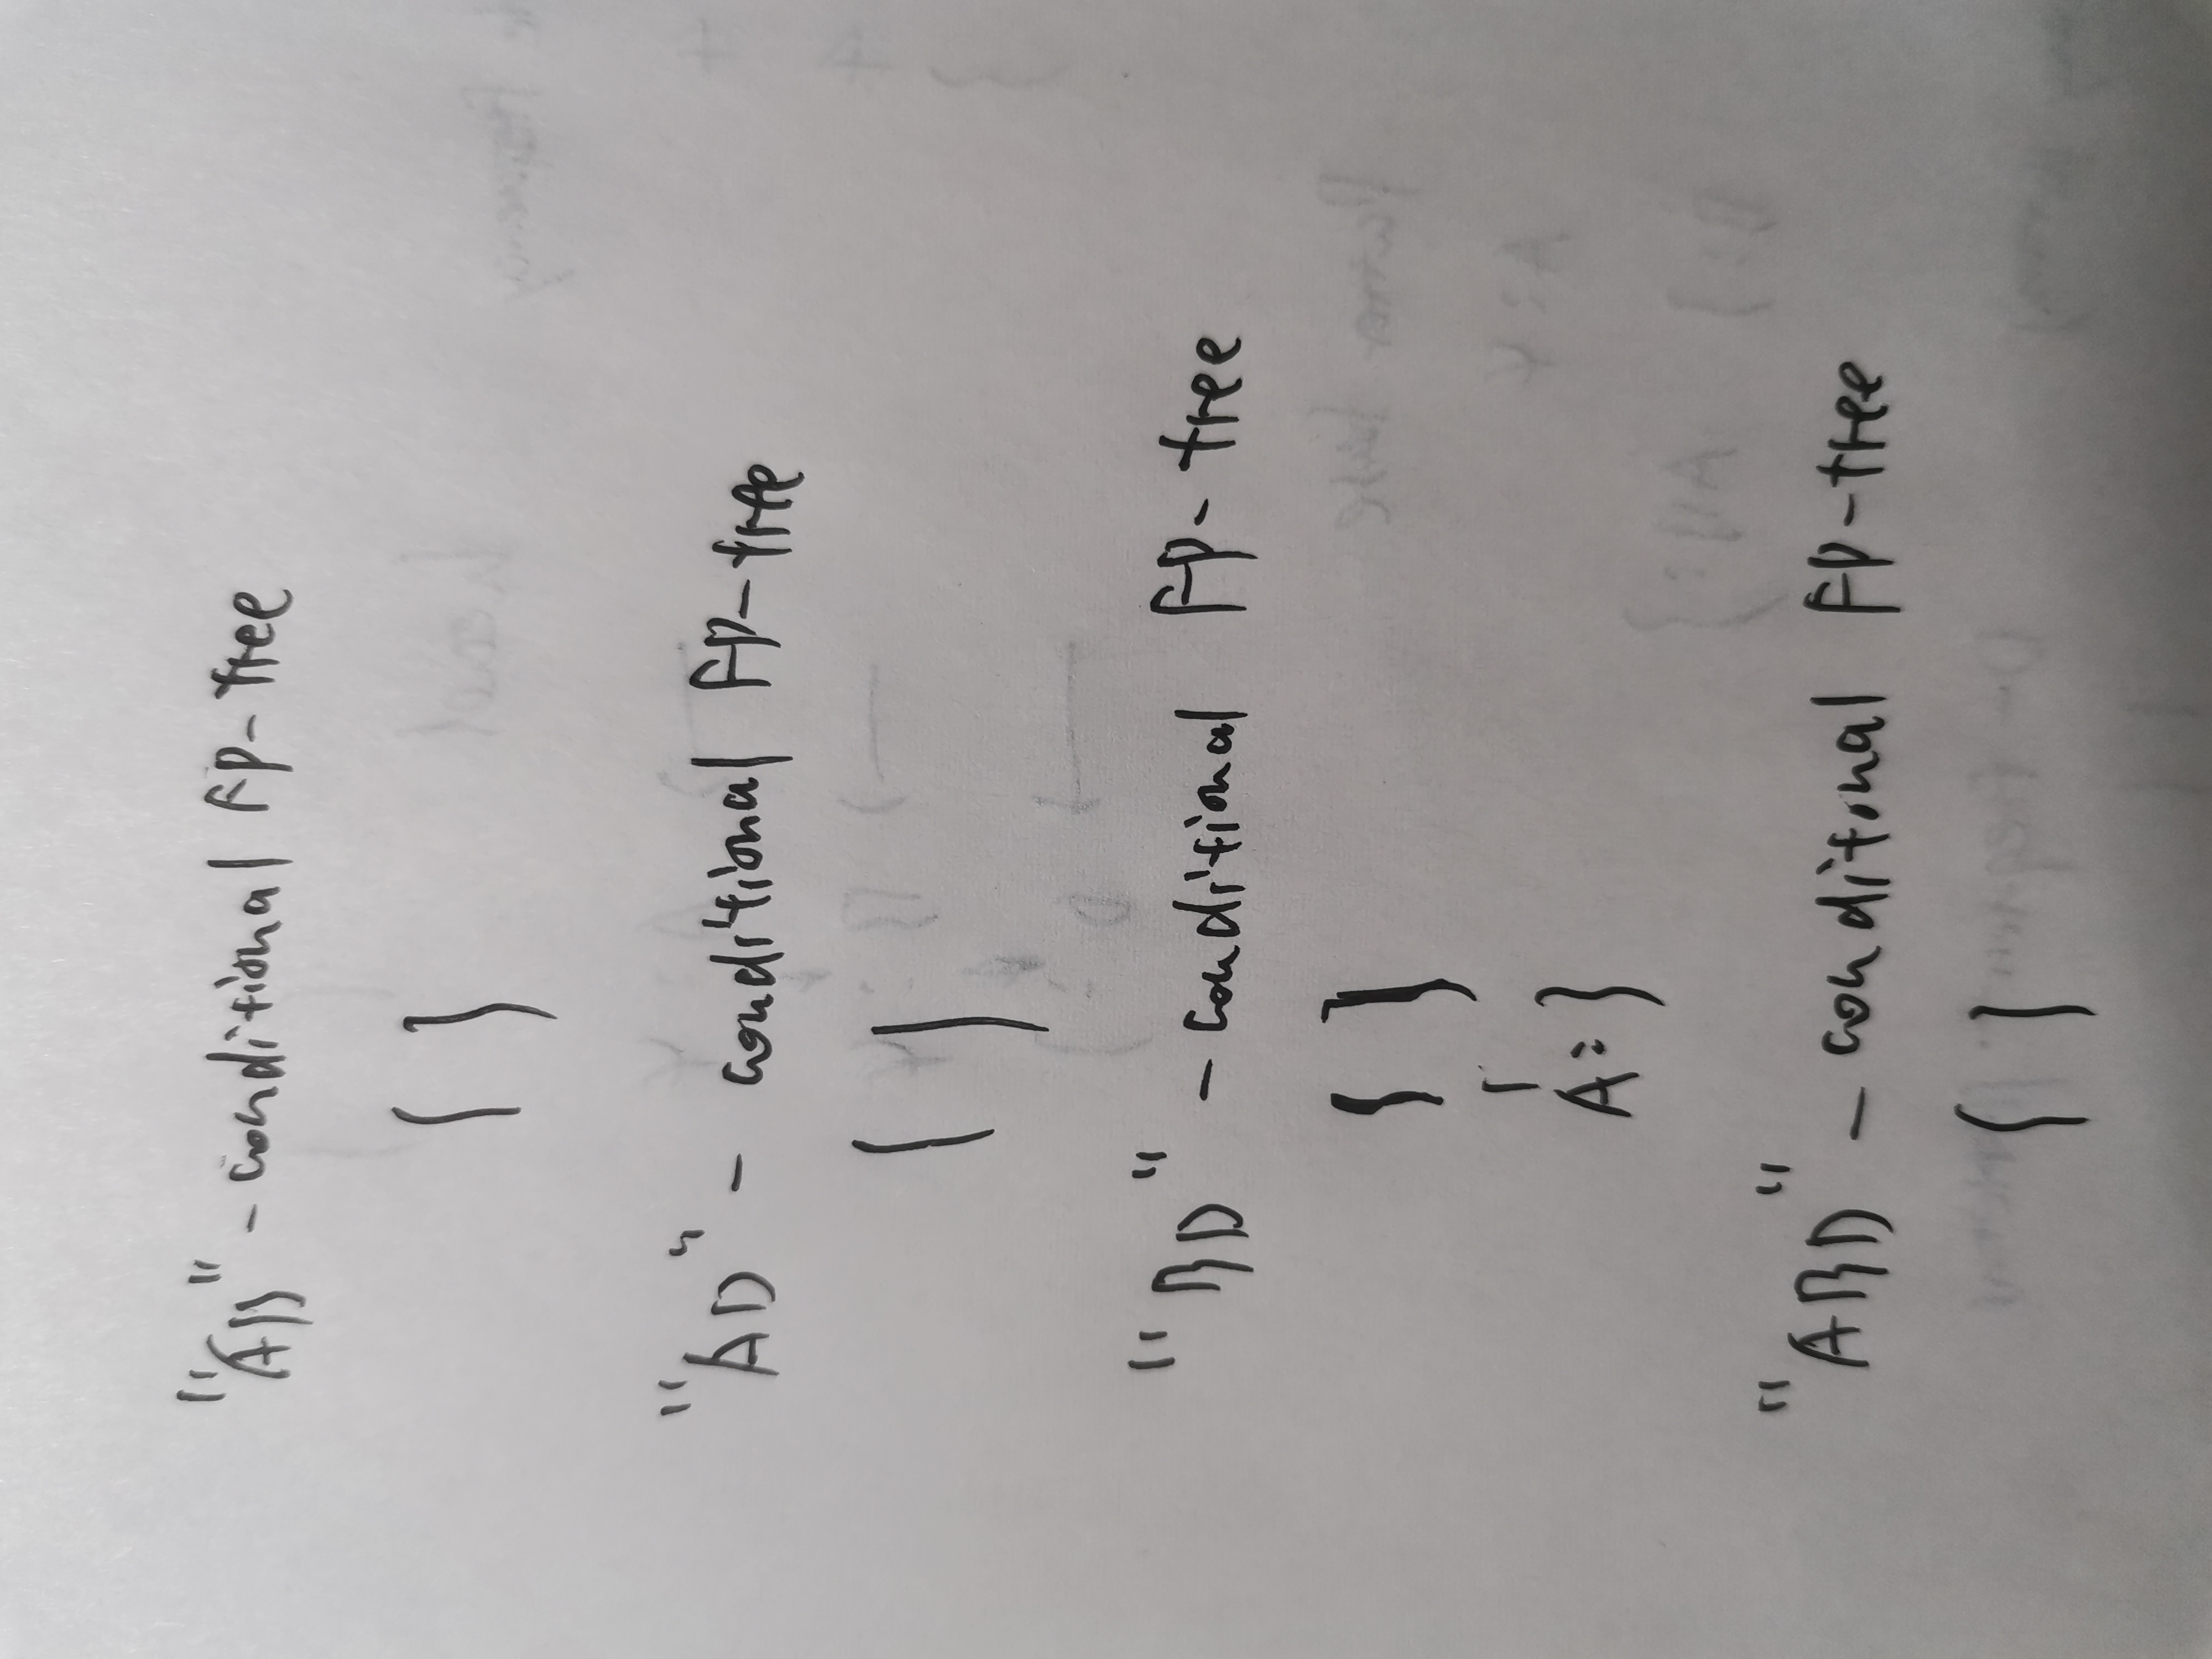 "AB" - conditional FP-tree
{ }
"AD" - conditional FP-tree
{ }
"BD" - conditional FP-tree
{ }
|
A:3
"ABD" - conditional FP-tree
{ }